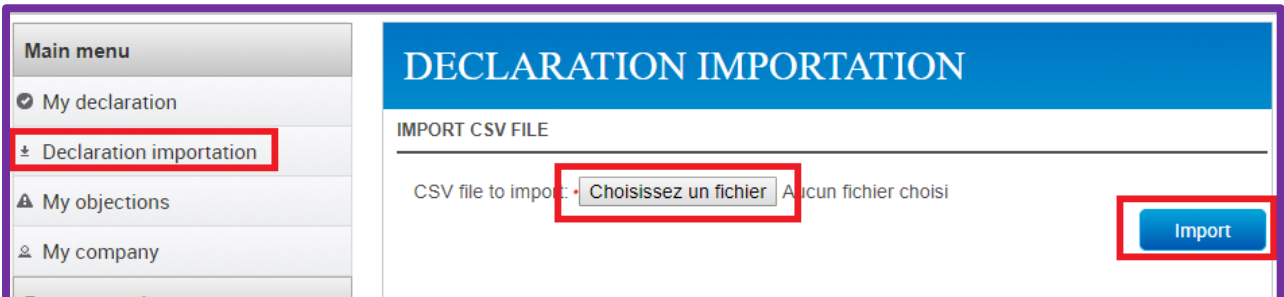 Main menu
My declaration
Declaration importation
My objections
My company
DECLARATION IMPORTATION
IMPORT CSV FILE
CSV file to import: * Choisissez un fichier Aucun fichier choisi
Import